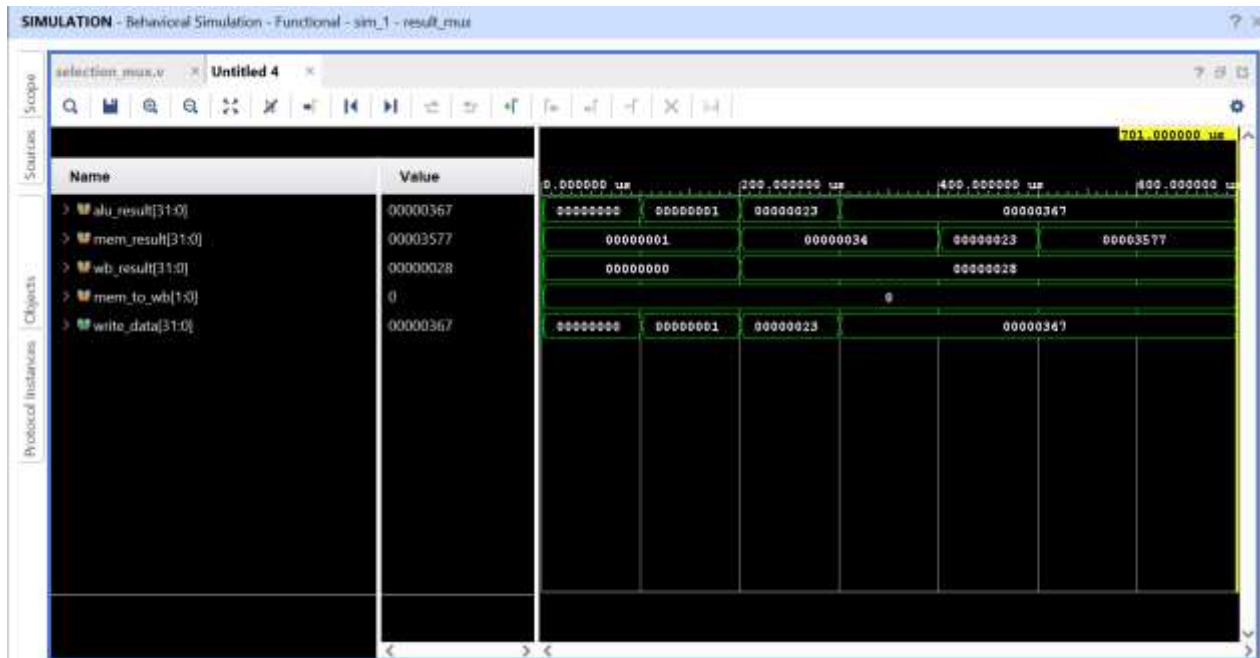 SIMULATION - Behavioral Simulation - Functional - sim_1 - result_mux
selection_mux.v
Untitled 4
Scope
Sources
Objects
Protocol Instances
701.000000 us
Name Value
0.000000 us 200.000000 us 400.000000 us 600.000000 us
alu_result[31:0] 00000367 00000000 00000001 00000023 00000367
mem_result[31:0] 00003577 00000001 00000034 00000023 00003577
wb_result[31:0] 00000028 00000000 00000028
mem_to_wb[1:0] 0 0
write_data[31:0] 00000367 00000000 00000001 00000023 00000367